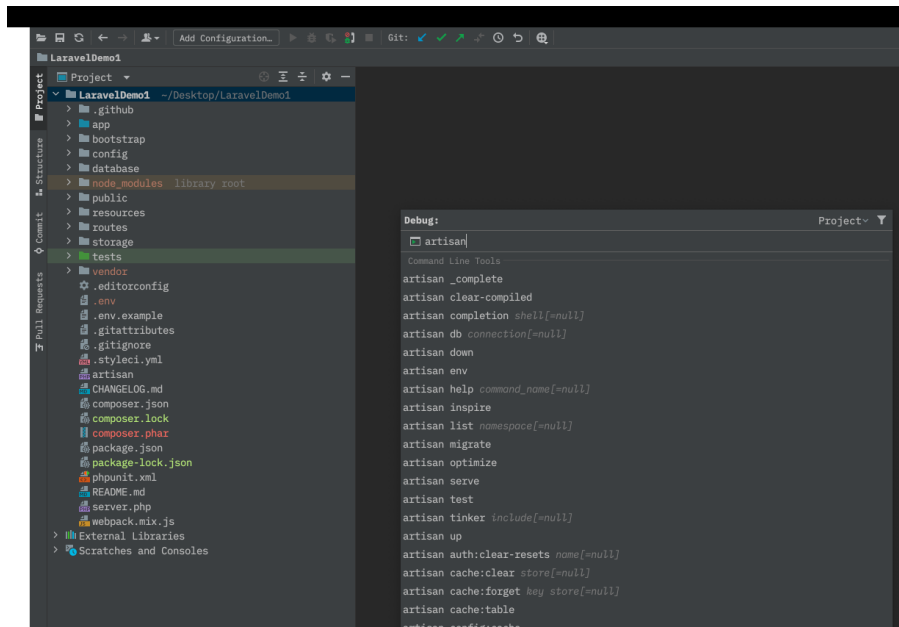 Add Configuration…
Git:
LaravelDemo1
Project
LaravelDemo1 ~/Desktop/LaravelDemo1
.github
app
bootstrap
config
database
node_modules library root
public
resources
routes
storage
tests
vendor
.editorconfig
.env
.env.example
.gitattributes
.gitignore
.styleci.yml
artisan
CHANGELOG.md
composer.json
composer.lock
composer.phar
package.json
package-lock.json
phpunit.xml
README.md
server.php
webpack.mix.js
External Libraries
Scratches and Consoles
Project
Structure
Commit
Pull Requests
Debug: Project
artisan
Command Line Tools
artisan _complete
artisan clear-compiled
artisan completion shell[=null]
artisan db connection[=null]
artisan down
artisan env
artisan help command_name[=null]
artisan inspire
artisan list namespace[=null]
artisan migrate
artisan optimize
artisan serve
artisan test
artisan tinker include[=null]
artisan up
artisan auth:clear-resets name[=null]
artisan cache:clear store[=null]
artisan cache:forget key store[=null]
artisan cache:table
artisan config:cache